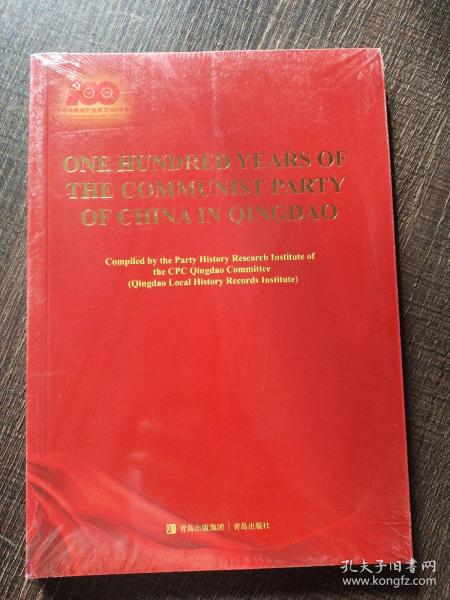 100
ONE HUNDRED YEARS OF
THE COMMUNIST PARTY
OF CHINA IN QINGDAO
Compiled by the Party History Research Institute of
the CPC Qingdao Committee
(Qingdao Local History Records Institute)
青岛出版集团 | 青岛出版社
孔夫子旧书网
www.kongfz.com